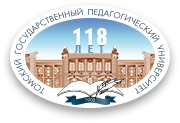 ТОМСКИЙ ГОСУДАРСТВЕННЫЙ ПЕДАГОГИЧЕСКИЙ УНИВЕРСИТЕТ
118
ЛЕТ